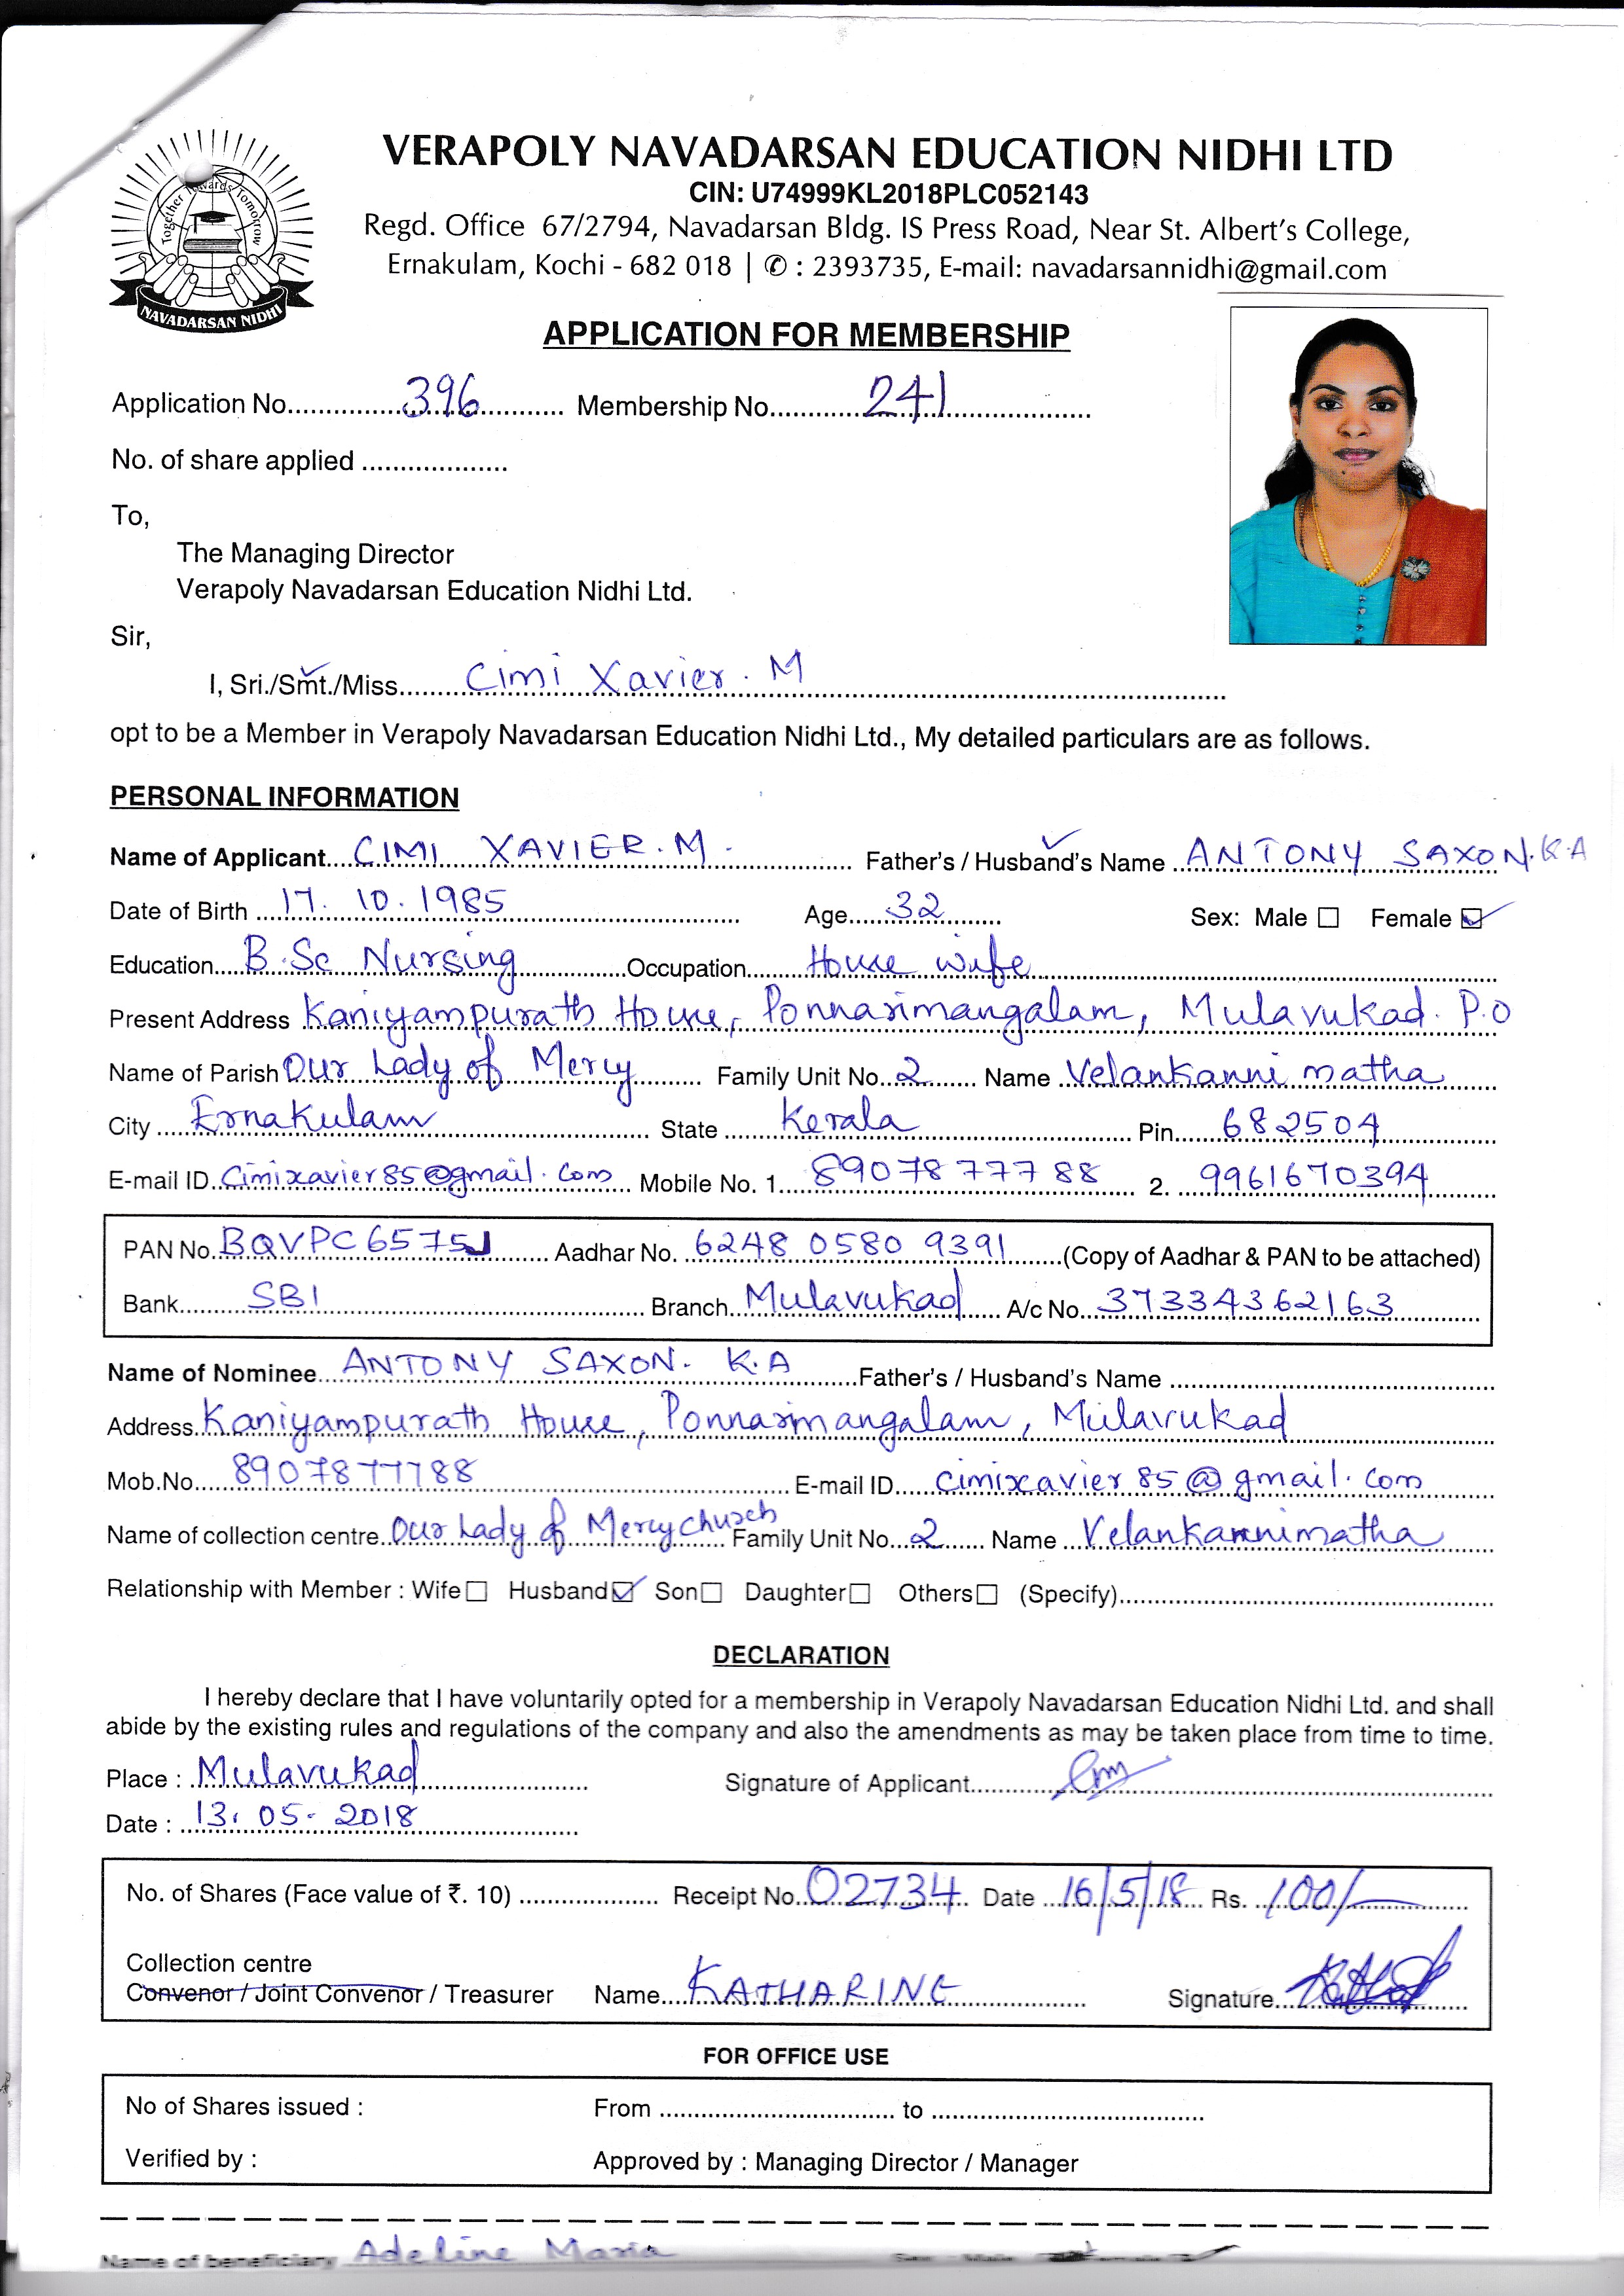 VERAPOLY NAVADARSAN EDUCATION NIDHI LTD
CIN: U74999KL2018PLC052143
Regd. Office 67/2794, Navadarsan Bldg. IS Press Road, Near St. Albert's College,
Ernakulam, Kochi - 682 018 | ✆ : 2393735, E-mail: navadarsannidhi@gmail.com
Together Towards Tomorrow
NAVADARSAN NIDHI
APPLICATION FOR MEMBERSHIP
Application No. 396 Membership No. 241
No. of share applied
To,
The Managing Director
Verapoly Navadarsan Education Nidhi Ltd.
Sir,
I, Sri./Smt./Miss. Cimi Xavier. M
opt to be a Member in Verapoly Navadarsan Education Nidhi Ltd., My detailed particulars are as follows.
PERSONAL INFORMATION
Name of Applicant CIMI XAVIER. M. Father's / Husband's Name ANTONY SAXON. K.A
Date of Birth 17. 10. 1985 Age 32 Sex: Male ☐ Female ☑
Education B.Sc Nursing Occupation House wife
Present Address Kaniyampurath House, Ponnarimangalam, Mulavukad. P.O
Name of Parish Our Lady of Mercy Family Unit No. 2 Name Velankanni matha
City Ernakulam State Kerala Pin 682504
E-mail ID Cimixavier85@gmail.com Mobile No. 1. 8907877788 2. 9961670394
PAN No. BQVPC6575J Aadhar No. 6248 0580 9391 (Copy of Aadhar & PAN to be attached)
Bank SBI Branch Mulavukad A/c No. 37334362163
Name of Nominee ANTONY SAXON. K.A Father's / Husband's Name
Address Kaniyampurath House, Ponnarimangalam, Mulavukad
Mob.No. 8907877788 E-mail ID cimixavier85@gmail.com
Name of collection centre Our Lady of Mercy church Family Unit No. 2 Name Velankannimatha
Relationship with Member : Wife ☐ Husband ☑ Son ☐ Daughter ☐ Others ☐ (Specify)
DECLARATION
I hereby declare that I have voluntarily opted for a membership in Verapoly Navadarsan Education Nidhi Ltd. and shall
abide by the existing rules and regulations of the company and also the amendments as may be taken place from time to time.
Place : Mulavukad Signature of Applicant
Date : 13. 05. 2018
No. of Shares (Face value of ₹. 10) Receipt No. 02734 Date 16/5/18 Rs. 100/-
Collection centre
Convenor / Joint Convenor / Treasurer Name KATHARINE Signature
FOR OFFICE USE
No of Shares issued : From to
Verified by : Approved by : Managing Director / Manager
Name of beneficiary Adeline Maria